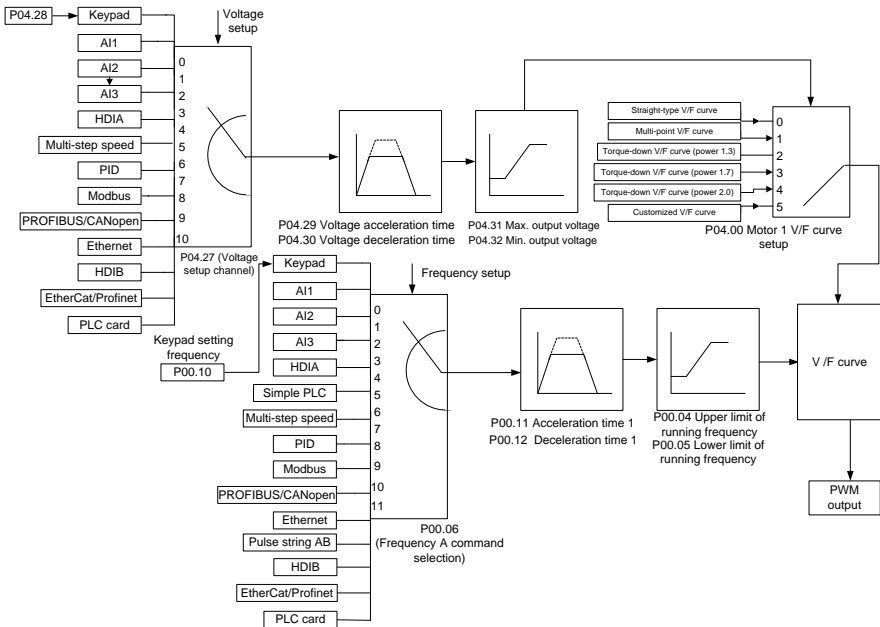 P04.28
Keypad
AI1
AI2
AI3
HDIA
Multi-step speed
PID
Modbus
PROFIBUS/CANopen
Ethernet
HDIB
EtherCat/Profinet
PLC card
Voltage
setup
0
1
2
3
4
5
6
7
8
9
10
P04.27 (Voltage
setup channel)
P04.29 Voltage acceleration time
P04.30 Voltage deceleration time
P04.31 Max. output voltage
P04.32 Min. output voltage
Straight-type V/F curve
Multi-point V/F curve
Torque-down V/F curve (power 1.3)
Torque-down V/F curve (power 1.7)
Torque-down V/F curve (power 2.0)
Customized V/F curve
0
1
2
3
4
5
P04.00 Motor 1 V/F curve
setup
Keypad setting
frequency
P00.10
Keypad
AI1
AI2
AI3
HDIA
Simple PLC
Multi-step speed
PID
Modbus
PROFIBUS/CANopen
Ethernet
Pulse string AB
HDIB
EtherCat/Profinet
PLC card
Frequency setup
0
1
2
3
4
5
6
7
8
9
10
11
P00.06
(Frequency A command
selection)
P00.11 Acceleration time 1
P00.12 Deceleration time 1
P00.04 Upper limit of
running frequency
P00.05 Lower limit of
running frequency
V /F curve
PWM
output